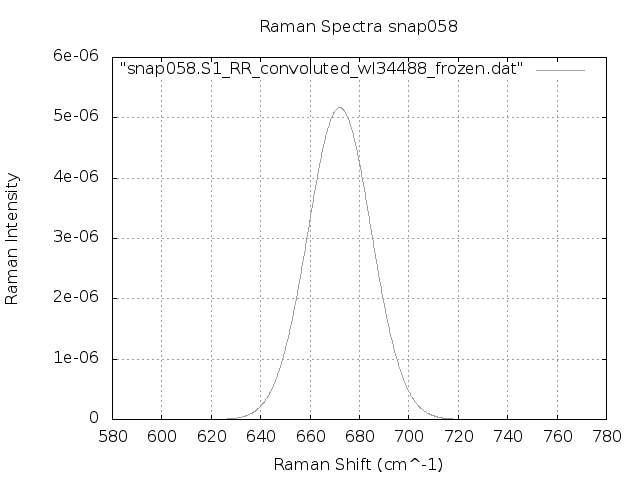 Raman Spectra snap058
"snap058.S1_RR_convoluted_wl34488_frozen.dat"
6e-06
5e-06
4e-06
3e-06
2e-06
1e-06
0
Raman Intensity
580 600 620 640 660 680 700 720 740 760 780
Raman Shift (cm^-1)